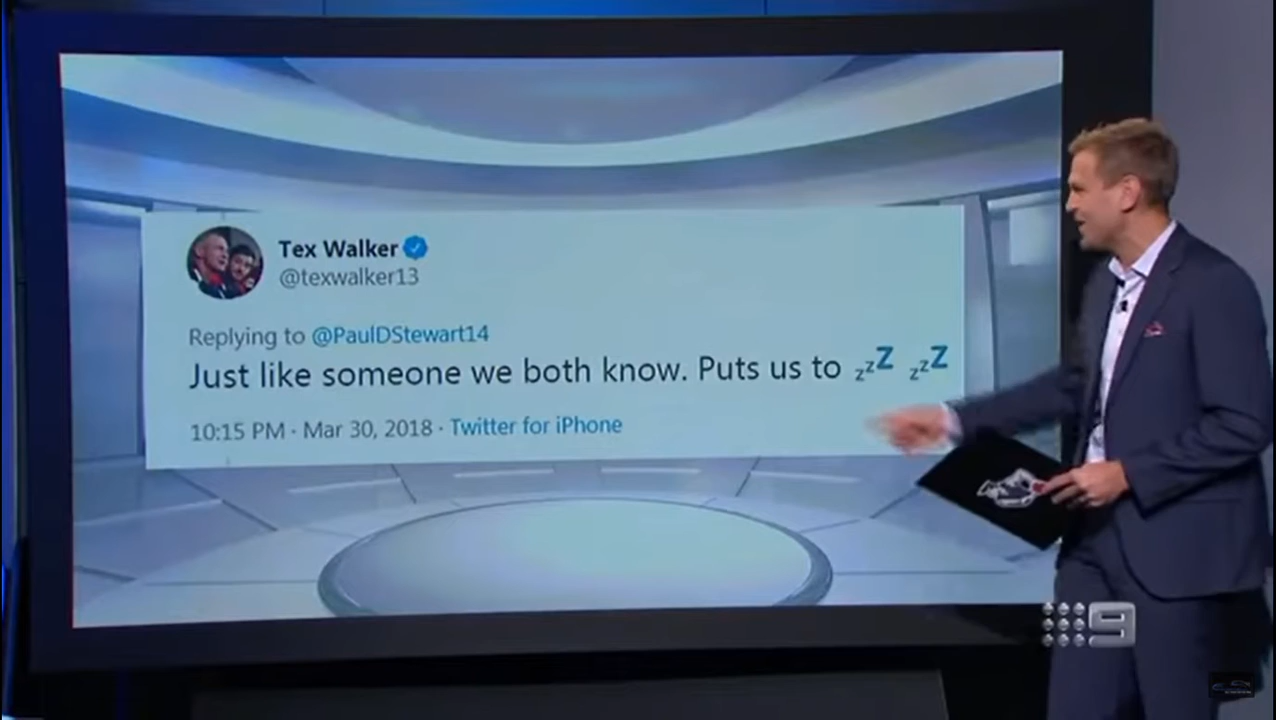 Tex Walker
@texwalker13
Replying to @PaulDStewart14
Just like someone we both know. Puts us to zzZ zzZ
10:15 PM · Mar 30, 2018 · Twitter for iPhone
9